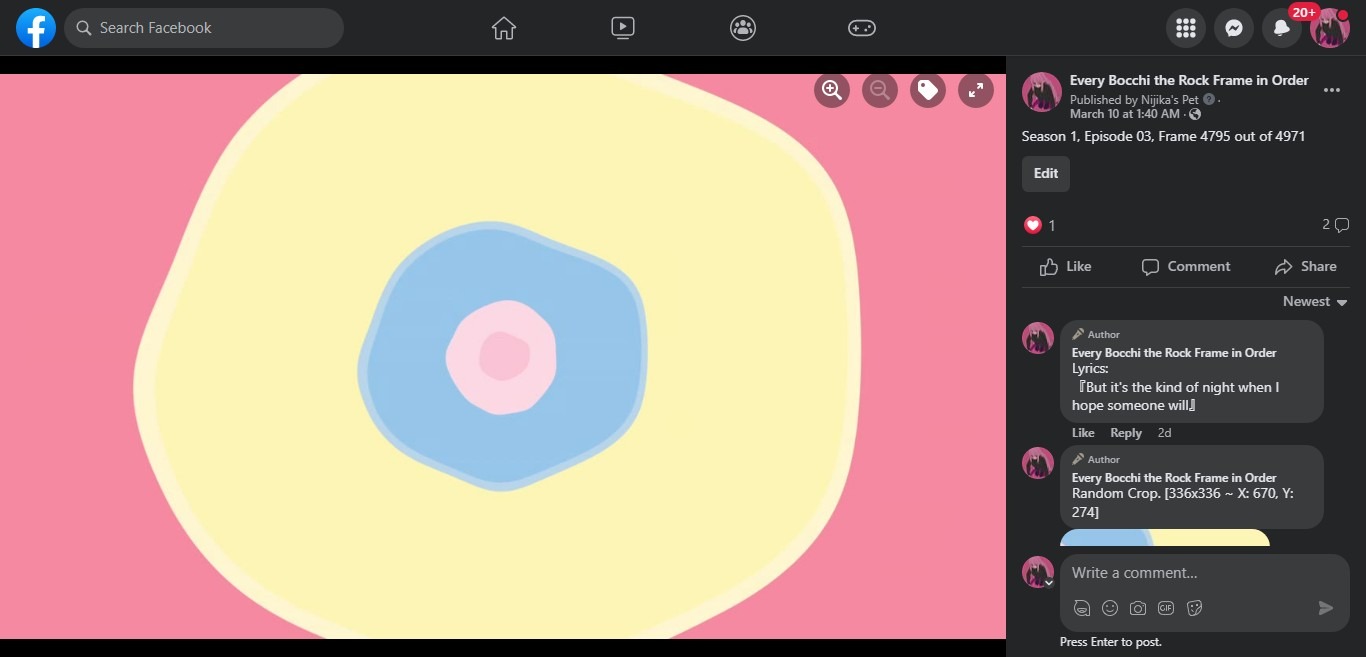 Search Facebook
20+
Every Bocchi the Rock Frame in Order
Published by Nijika's Pet ·
March 10 at 1:40 AM ·
Season 1, Episode 03, Frame 4795 out of 4971
Edit
1
2
Like
Comment
Share
Newest
Author
Every Bocchi the Rock Frame in Order
Lyrics:
『But it's the kind of night when I
hope someone will』
Like Reply 2d
Author
Every Bocchi the Rock Frame in Order
Random Crop. [336x336 ~ X: 670, Y:
274]
Write a comment...
GIF
Press Enter to post.